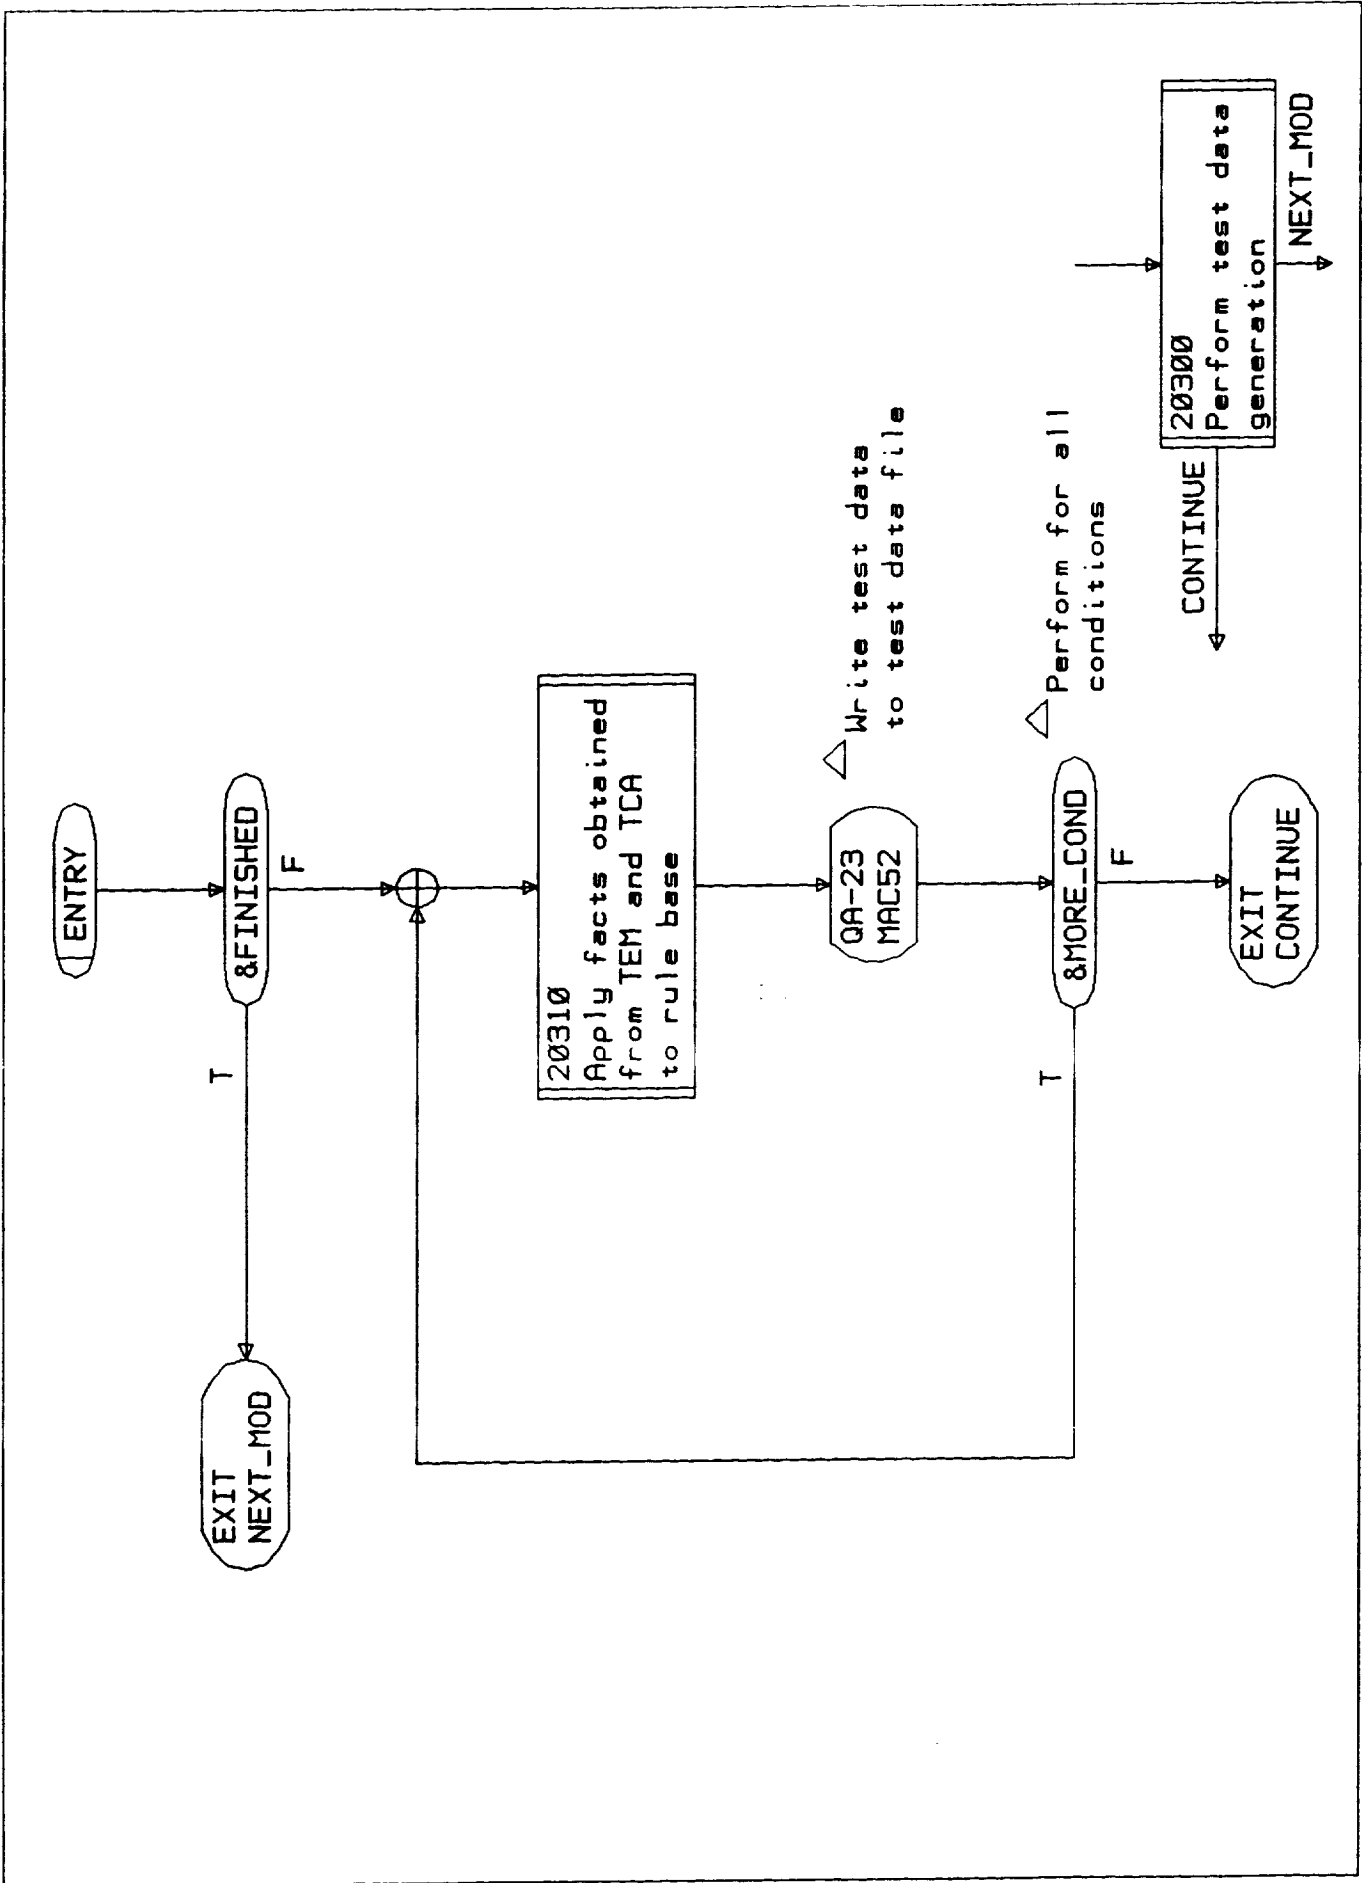 ENTRY
&FINISHED
T
F
EXIT
NEXT_MOD
20310
Apply facts obtained
from TEM and TCA
to rule base
QA-23
MAC52
Write test data
to test data file
&MORE_COND
T
F
Perform for all
conditions
EXIT
CONTINUE
20300
Perform test data
generation
CONTINUE
NEXT_MOD